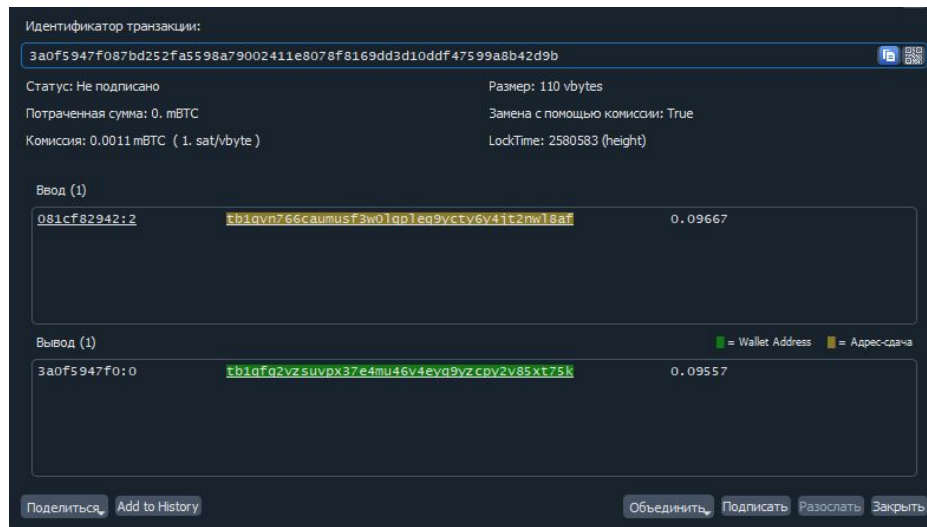 Идентификатор транзакции:
3a0f5947f087bd252fa5598a79002411e8078f8169dd3d10ddf47599a8b42d9b
Статус: Не подписано
Размер: 110 vbytes
Потраченная сумма: 0. mBTC
Замена с помощью комиссии: True
Комиссия: 0.0011 mBTC ( 1. sat/vbyte )
LockTime: 2580583 (height)
Ввод (1)
081cf82942:2 tb1qvn766caumusf3w0lqpleq9ycty6y4jt2nwl8af 0.09667
Вывод (1)
= Wallet Address = Адрес-сдача
3a0f5947f0:0 tb1qfq2vzsuvpx37e4mu46v4eyq9yzcpy2v85xt75k 0.09557
Поделиться Add to History Объединить Подписать Разослать Закрыть